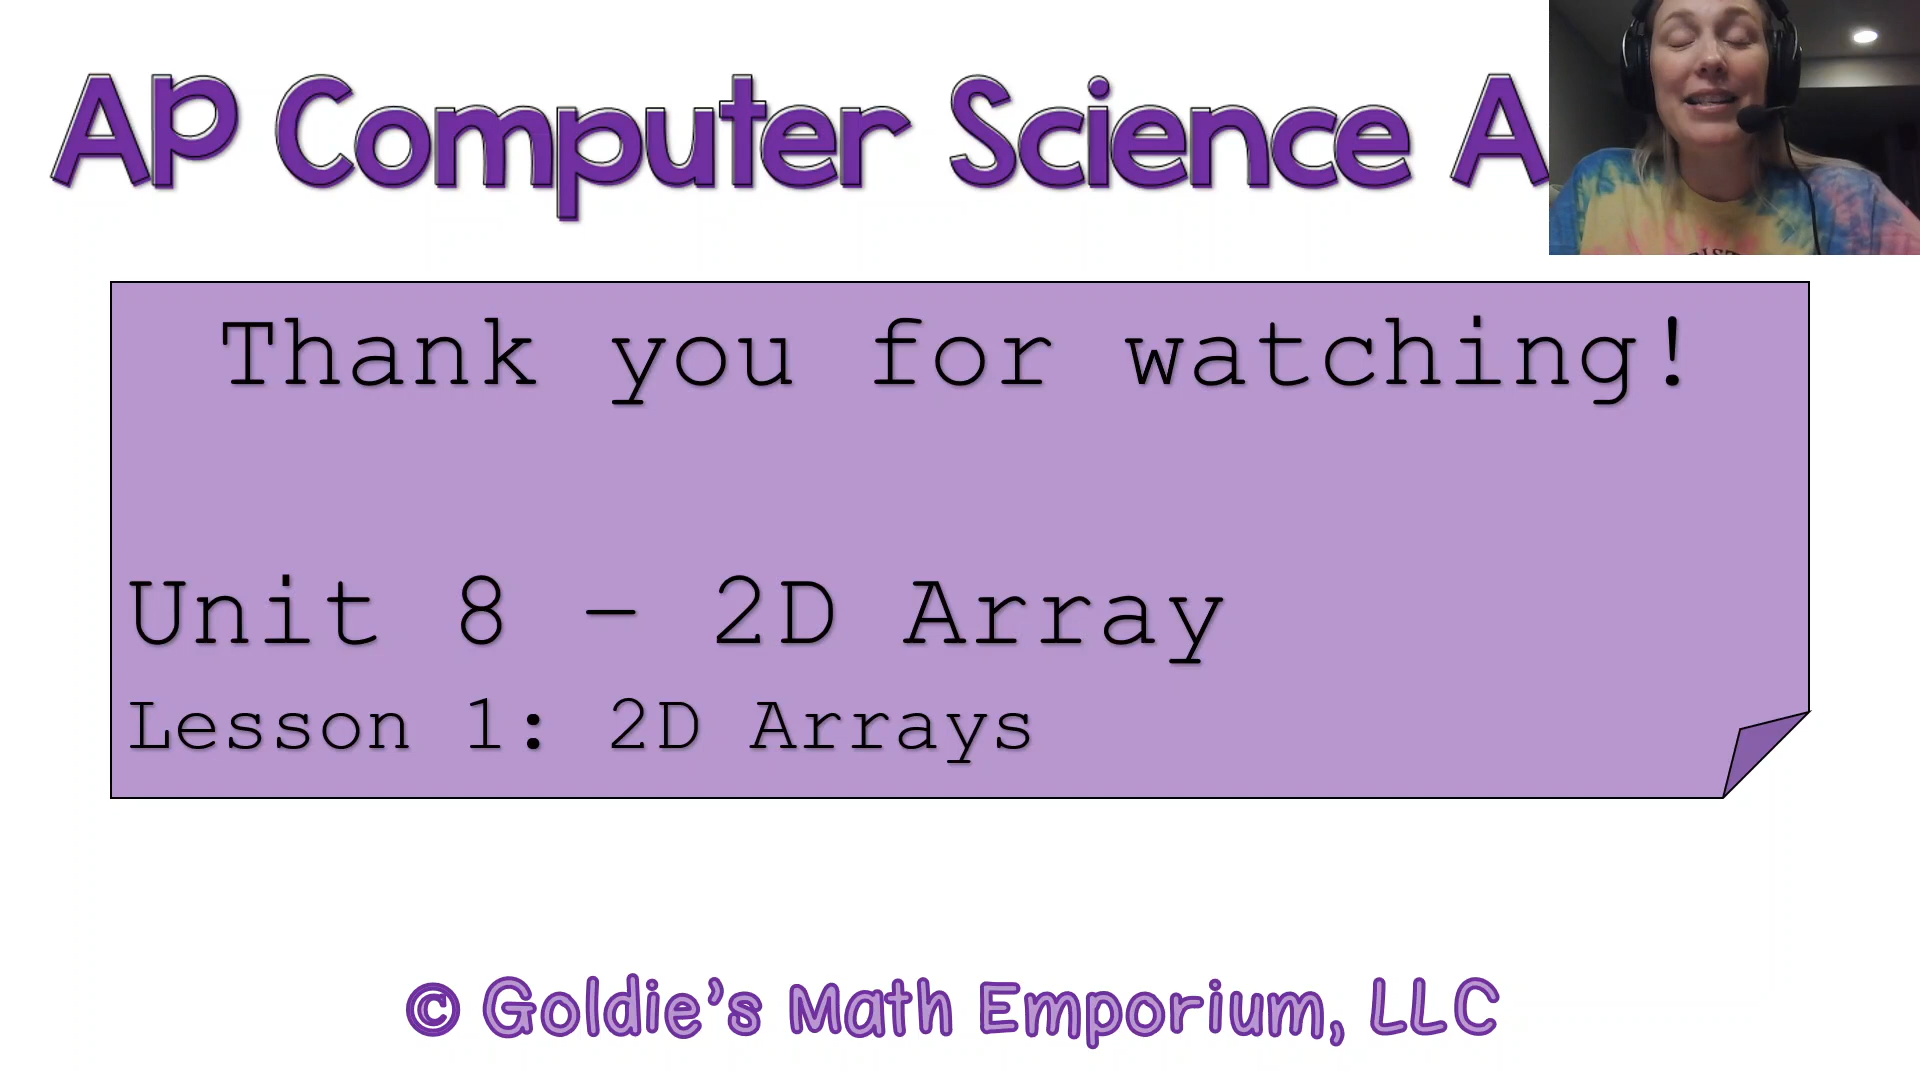 AP Computer Science A
Thank you for watching!
Unit 8 – 2D Array
Lesson 1: 2D Arrays
© Goldie's Math Emporium, LLC